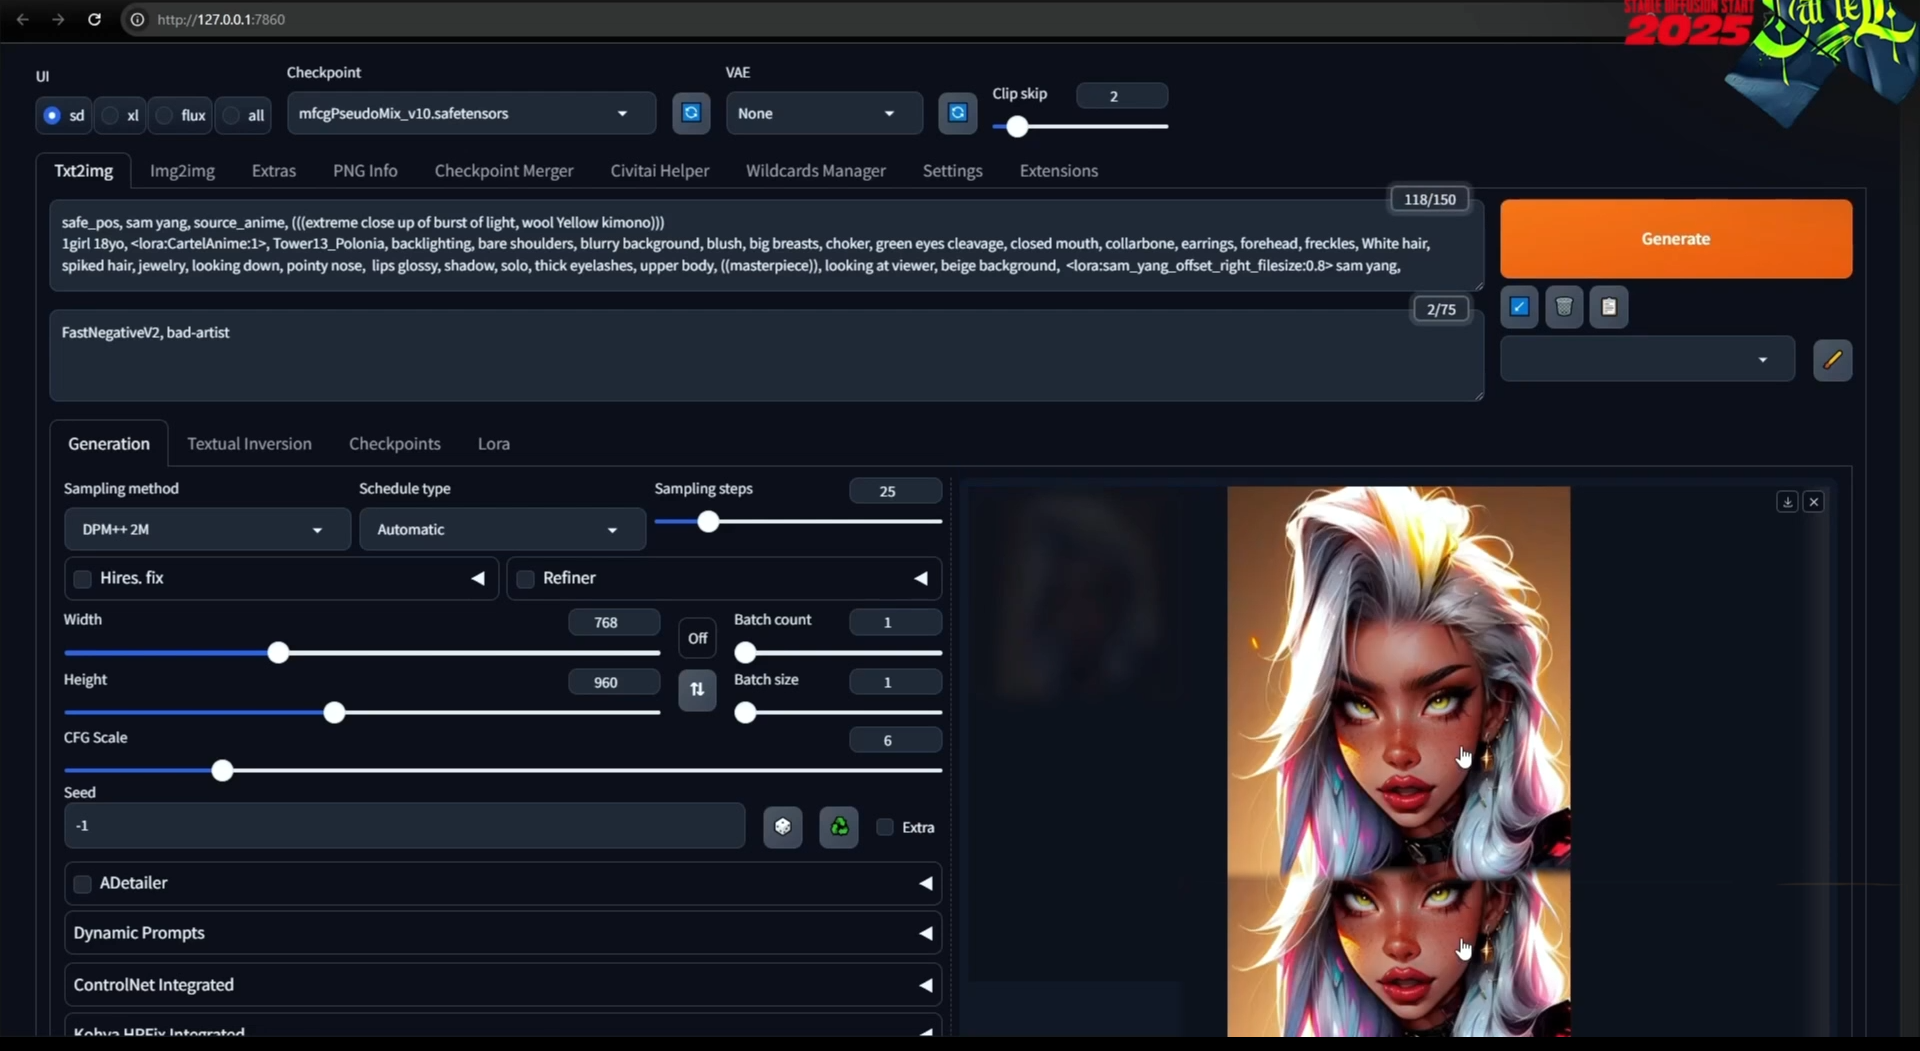 http://127.0.0.1:7860
STABLE DIFFUSION START
2025
UI
Checkpoint
VAE
Clip skip
2
sd
xl
flux
all
mfcgPseudoMix_v10.safetensors
None
Txt2img
Img2img
Extras
PNG Info
Checkpoint Merger
Civitai Helper
Wildcards Manager
Settings
Extensions
118/150
safe_pos, sam yang, source_anime, (((extreme close up of burst of light, wool Yellow kimono)))
1girl 18yo, <lora:CartelAnime:1>, Tower13_Polonia, backlighting, bare shoulders, blurry background, blush, big breasts, choker, green eyes cleavage, closed mouth, collarbone, earrings, forehead, freckles, White hair,
spiked hair, jewelry, looking down, pointy nose, lips glossy, shadow, solo, thick eyelashes, upper body, ((masterpiece)), looking at viewer, beige background, <lora:sam_yang_offset_right_filesize:0.8> sam yang,
Generate
2/75
FastNegativeV2, bad-artist
Generation
Textual Inversion
Checkpoints
Lora
Sampling method
Schedule type
Sampling steps
25
DPM++ 2M
Automatic
Hires. fix
Refiner
Width
768
Off
Batch count
1
Height
960
Batch size
1
CFG Scale
6
Seed
-1
Extra
ADetailer
Dynamic Prompts
ControlNet Integrated
Kohya HRFix Integrated